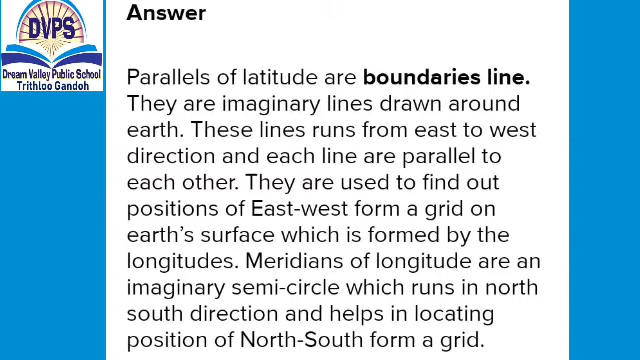 DVPS
Dream Valley Public School
Trithloo Gandoh
Answer
Parallels of latitude are boundaries line.
They are imaginary lines drawn around
earth. These lines runs from east to west
direction and each line are parallel to
each other. They are used to find out
positions of East-west form a grid on
earth's surface which is formed by the
longitudes. Meridians of longitude are an
imaginary semi-circle which runs in north
south direction and helps in locating
position of North-South form a grid.